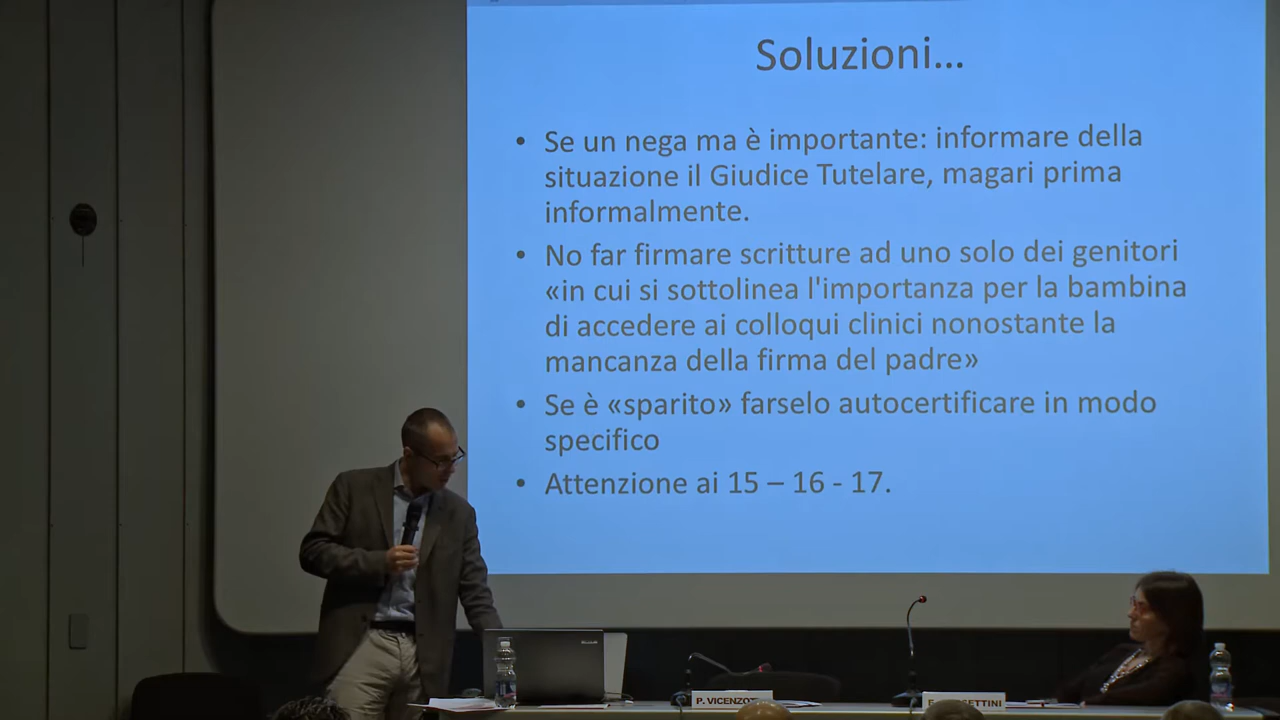 Soluzioni...
• Se un nega ma è importante: informare della
situazione il Giudice Tutelare, magari prima
informalmente.
• No far firmare scritture ad uno solo dei genitori
«in cui si sottolinea l'importanza per la bambina
di accedere ai colloqui clinici nonostante la
mancanza della firma del padre»
• Se è «sparito» farselo autocertificare in modo
specifico
• Attenzione ai 15 – 16 - 17.